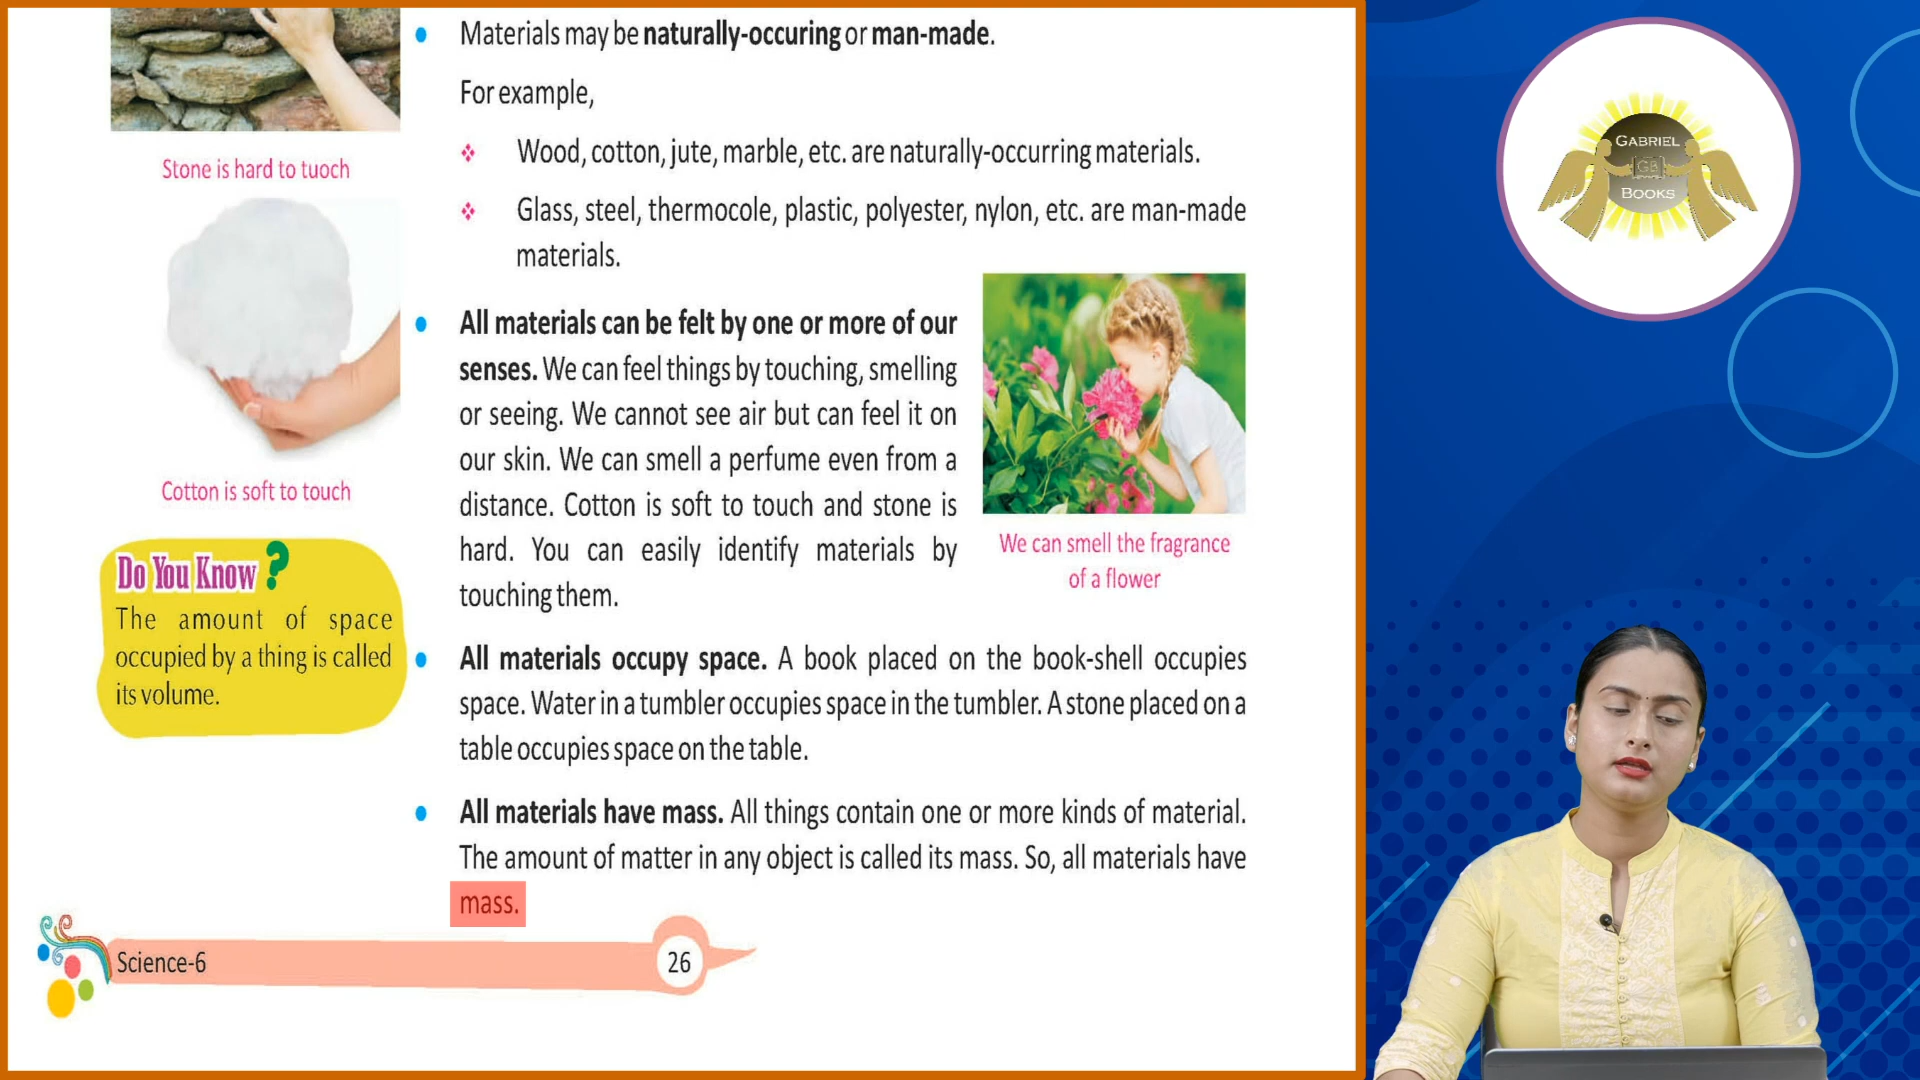 Stone is hard to tuoch
Cotton is soft to touch
Do You Know ?
The amount of space
occupied by a thing is called
its volume.
Materials may be naturally-occuring or man-made.
For example,
Wood, cotton, jute, marble, etc. are naturally-occurring materials.
Glass, steel, thermocole, plastic, polyester, nylon, etc. are man-made
materials.
All materials can be felt by one or more of our
senses. We can feel things by touching, smelling
or seeing. We cannot see air but can feel it on
our skin. We can smell a perfume even from a
distance. Cotton is soft to touch and stone is
hard. You can easily identify materials by
touching them.
We can smell the fragrance
of a flower
All materials occupy space. A book placed on the book-shell occupies
space. Water in a tumbler occupies space in the tumbler. A stone placed on a
table occupies space on the table.
All materials have mass. All things contain one or more kinds of material.
The amount of matter in any object is called its mass. So, all materials have
mass.
Science-6
26
GABRIEL
GB
BOOKS